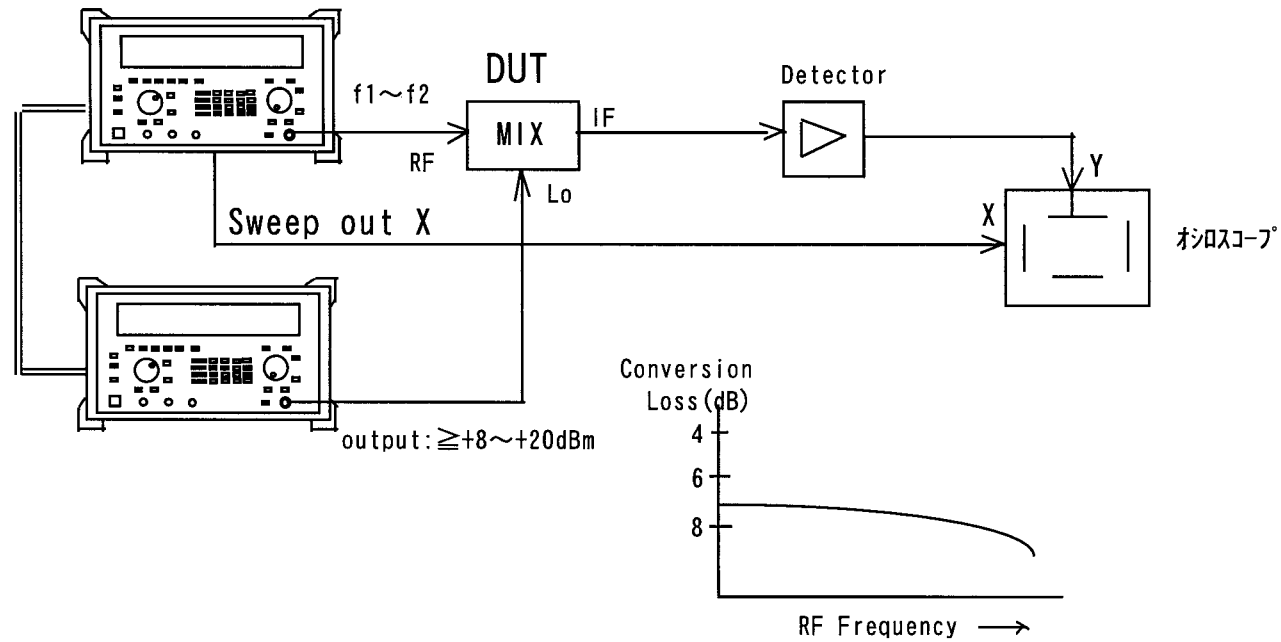 DUT
Detector
f1～f2
MIX
IF
RF
Lo
Y
X
Sweep out X
ｵｼﾛｽｺｰﾌﾟ
output:≧+8～+20dBm
Conversion
Loss(dB)
4
6
8
RF Frequency →